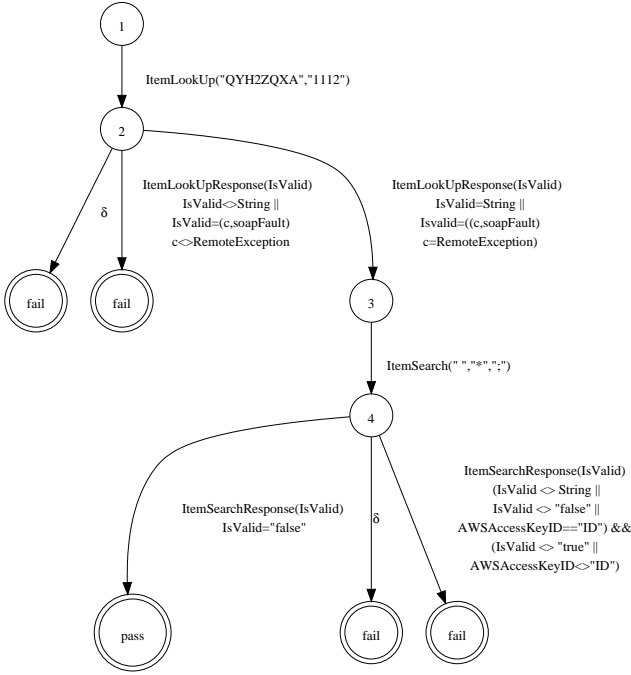 1
ItemLookUp("QYH2ZQXA","1112")
2
δ
ItemLookUpResponse(IsValid)
IsValid<>String ||
IsValid=(c,soapFault)
c<>RemoteException
ItemLookUpResponse(IsValid)
IsValid=String ||
Isvalid=((c,soapFault)
c=RemoteException)
fail
fail
3
ItemSearch(" ","*",";")
4
ItemSearchResponse(IsValid)
IsValid="false"
δ
ItemSearchResponse(IsValid)
(IsValid <> String ||
IsValid <> "false" ||
AWSAccessKeyID=="ID") &&
(IsValid <> "true" ||
AWSAccessKeyID<>"ID")
pass
fail
fail